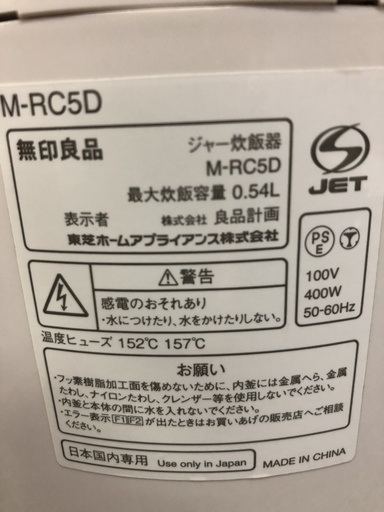 M-RC5D
無印良品
ジャー炊飯器
M-RC5D
最大炊飯容量 0.54L
表示者 株式会社 良品計画
東芝ホームアプライアンス株式会社
S
JET
PS
E
T
100V
400W
50-60Hz
⚠警告
感電のおそれあり
・水につけたり、水をかけたりしない。
温度ヒューズ 152℃ 157℃
お願い
・フッ素樹脂加工面を傷めないために、内釜には金属へら、金属
たわし、ナイロンたわし、クレンザー等を使用しないでください。
・内釜と本体の間に水を入れないでください。
・エラー表示F1F2が出たときはお買いあげの販売店へご相談
ください。
日本国内専用 Use only in Japan
MADE IN CHINA